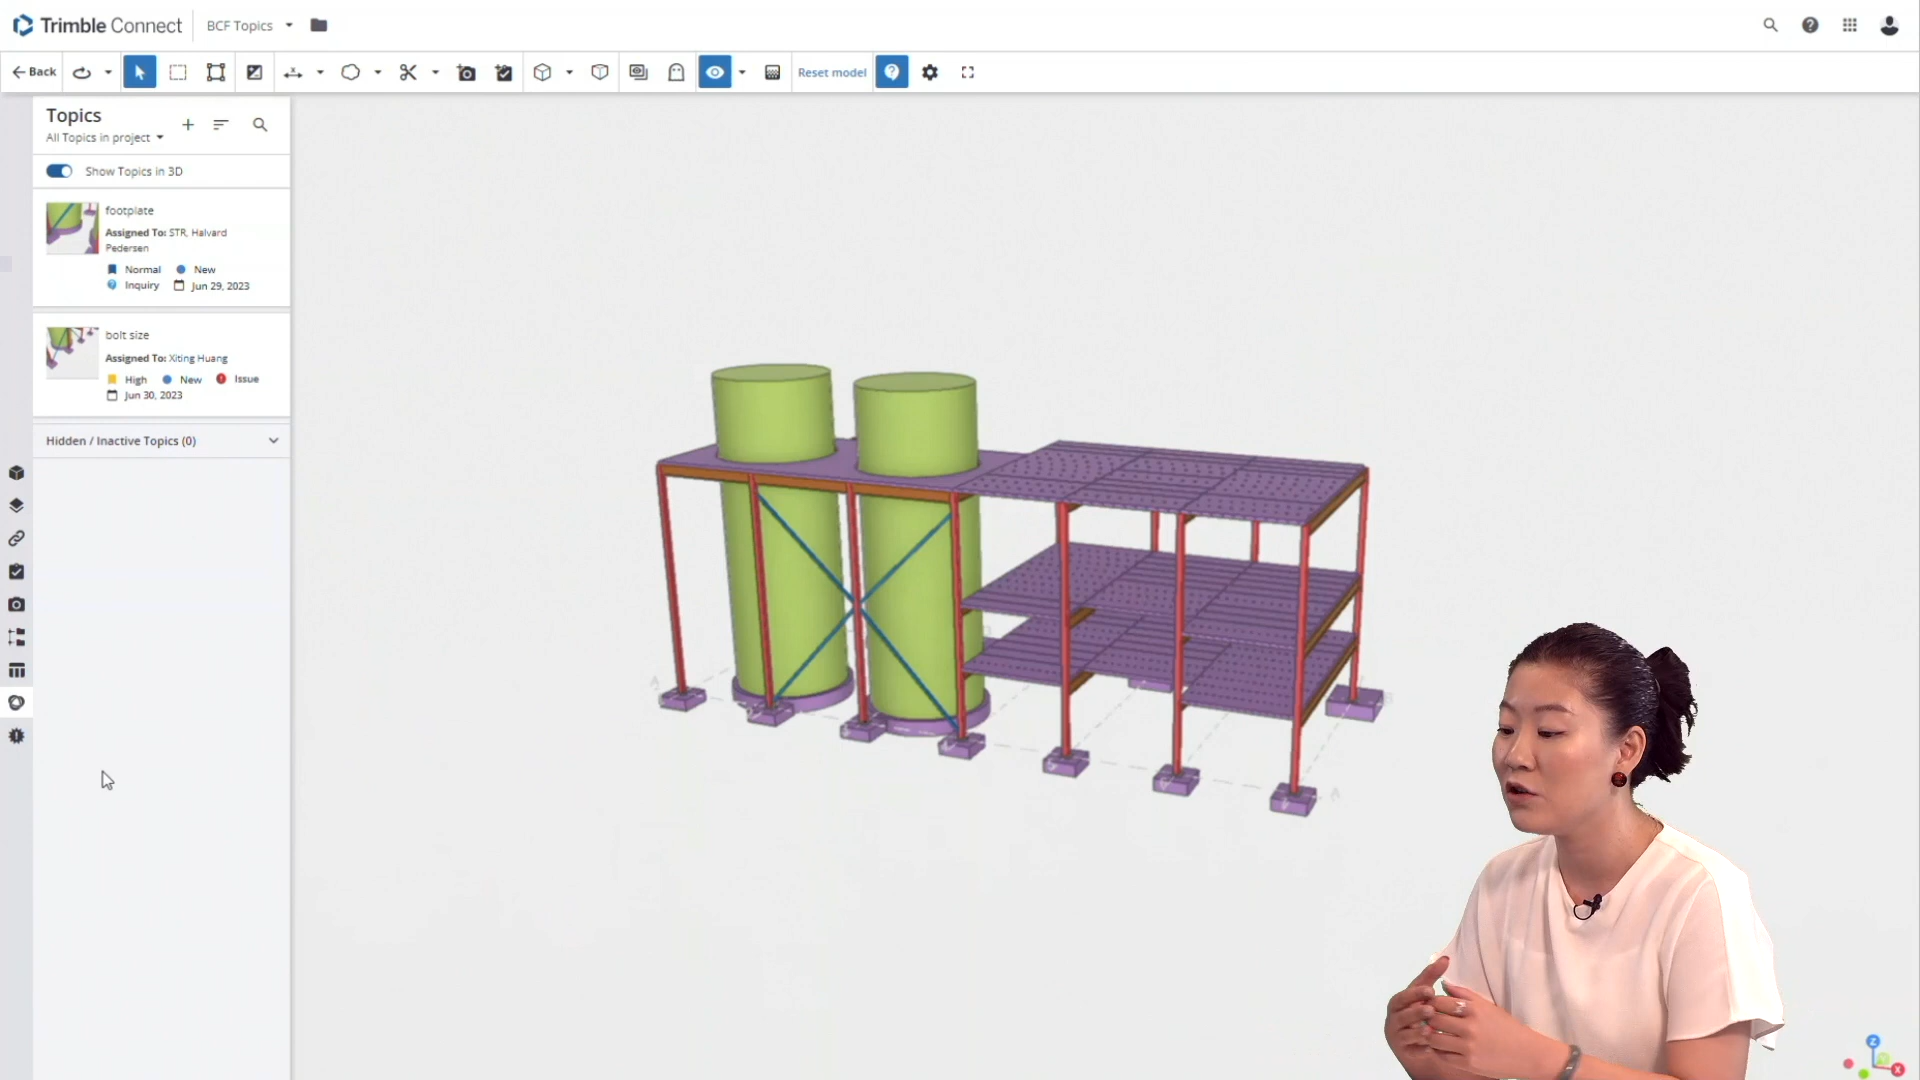 Trimble Connect
BCF Topics
Back
Reset model
Topics
All Topics in project
Show Topics in 3D
footplate
Assigned To: STR, Halvard
Pedersen
Normal
New
Inquiry
Jun 29, 2023
bolt size
Assigned To: Xiting Huang
High
New
Issue
Jun 30, 2023
Hidden / Inactive Topics (0)
A
A
Z
X